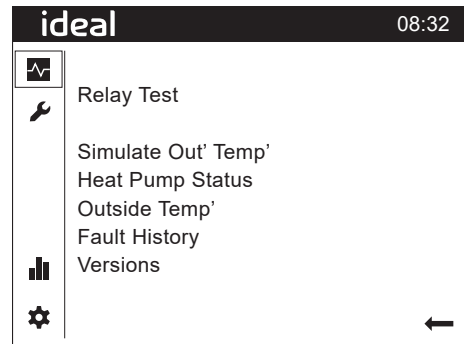 ideal 08:32
Relay Test
Simulate Out' Temp'
Heat Pump Status
Outside Temp'
Fault History
Versions